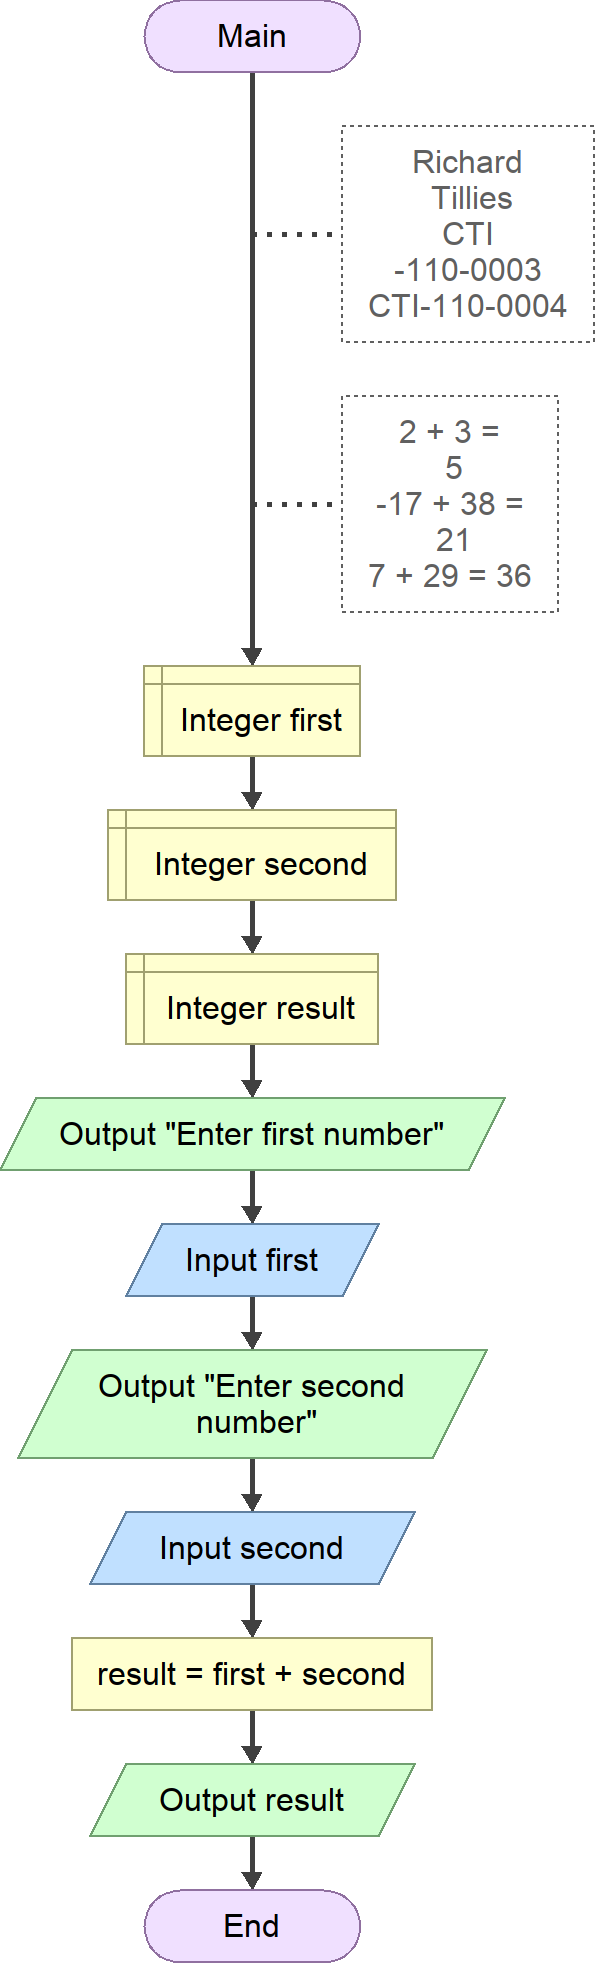 Main
Richard
Tillies
CTI
-110-0003
CTI-110-0004
2 + 3 =
5
-17 + 38 =
21
7 + 29 = 36
Integer first
Integer second
Integer result
Output "Enter first number"
Input first
Output "Enter second
number"
Input second
result = first + second
Output result
End